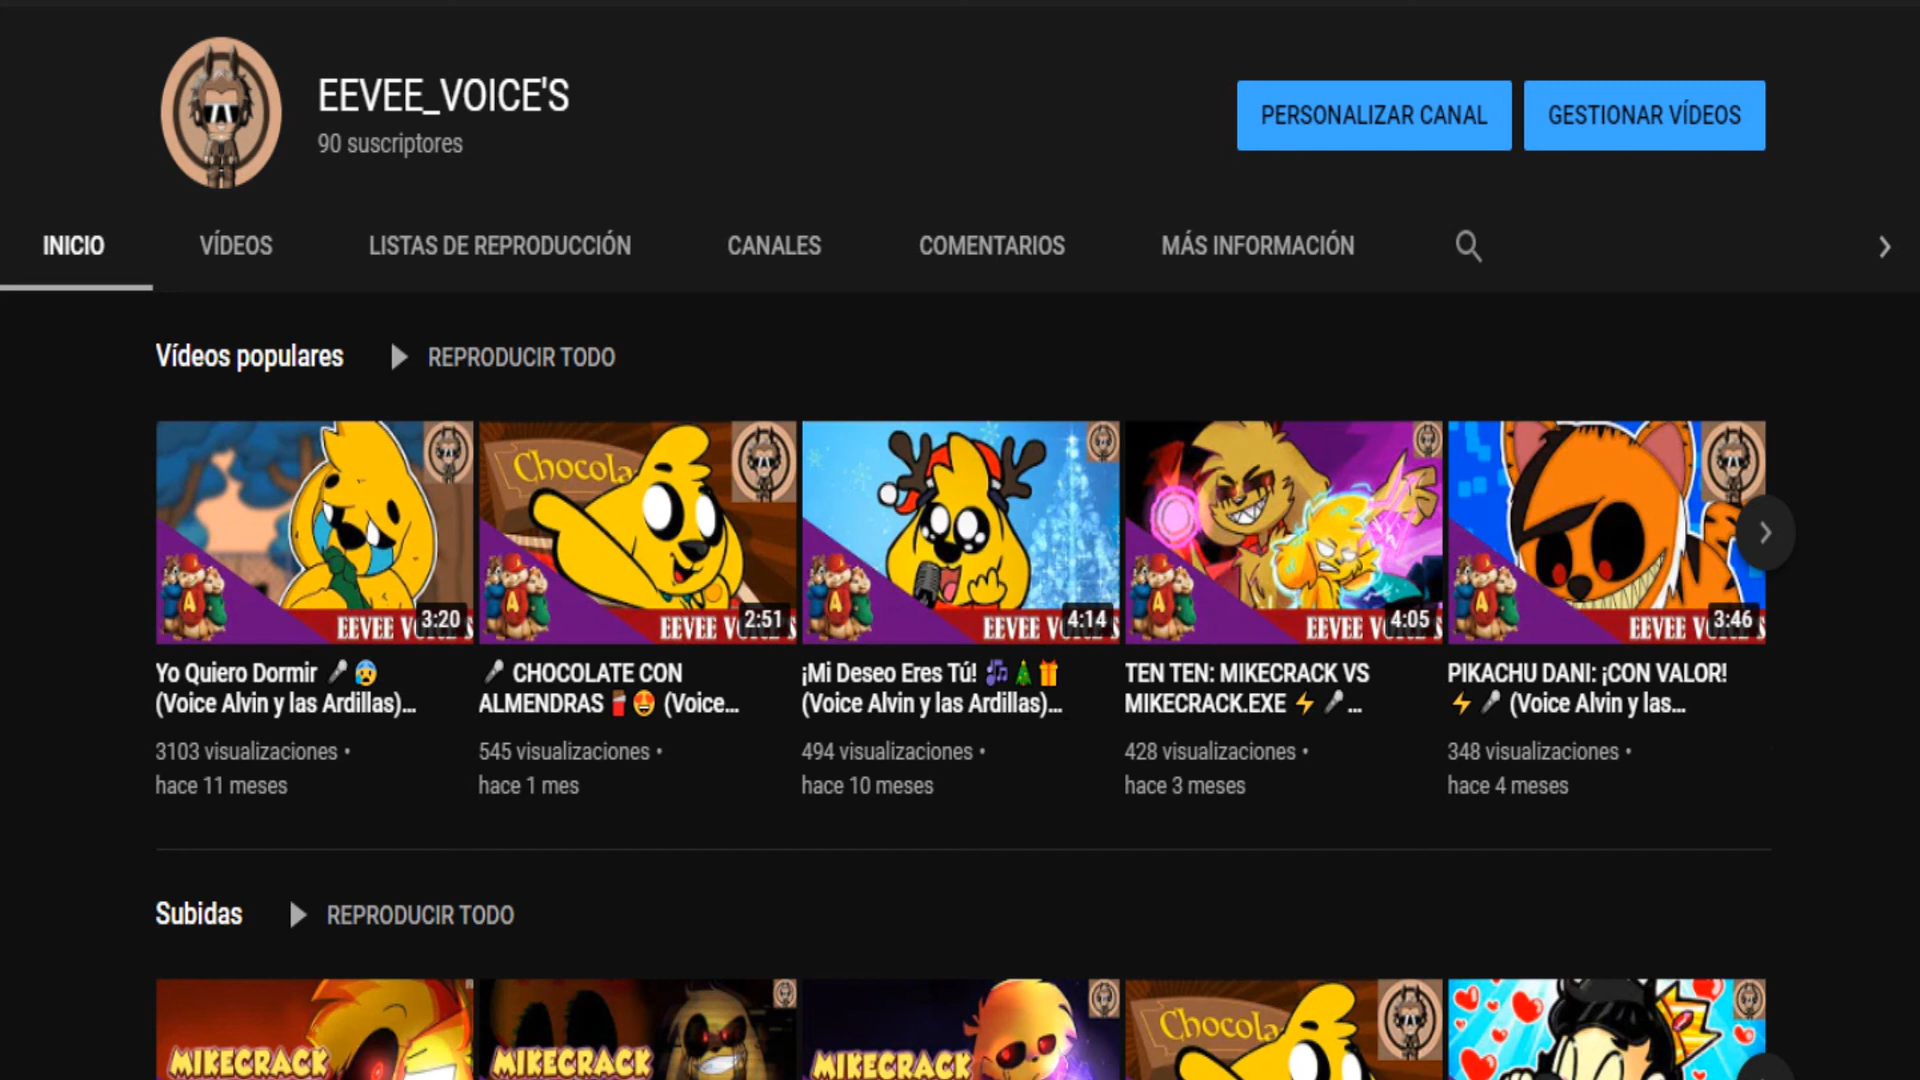 EEVEE_VOICE'S
90 suscriptores
PERSONALIZAR CANAL
GESTIONAR VÍDEOS
INICIO
VÍDEOS
LISTAS DE REPRODUCCIÓN
CANALES
COMENTARIOS
MÁS INFORMACIÓN
Vídeos populares
REPRODUCIR TODO
Chocola
A
A
A
A
A
EEVEE V
3:20
EEVEE V
2:51
EEVEE V
4:14
EEVEE V
4:05
EEVEE V
3:46
Yo Quiero Dormir 🎤😰
(Voice Alvin y las Ardillas)...
3103 visualizaciones •
hace 11 meses
🎤 CHOCOLATE CON
ALMENDRAS 🍫🤩 (Voice...
545 visualizaciones •
hace 1 mes
¡Mi Deseo Eres Tú! 🎶🎄🎁
(Voice Alvin y las Ardillas)...
494 visualizaciones •
hace 10 meses
TEN TEN: MIKECRACK VS
MIKECRACK.EXE ⚡🎤...
428 visualizaciones •
hace 3 meses
PIKACHU DANI: ¡CON VALOR!
⚡🎤 (Voice Alvin y las...
348 visualizaciones •
hace 4 meses
Subidas
REPRODUCIR TODO
MIKECRACK
MIKECRACK
MIKECRACK
Chocola